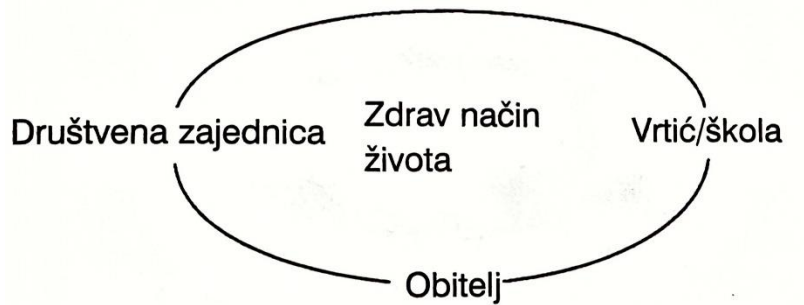 Društvena zajednica
Zdrav način
života
Vrtić/škola
Obitelj